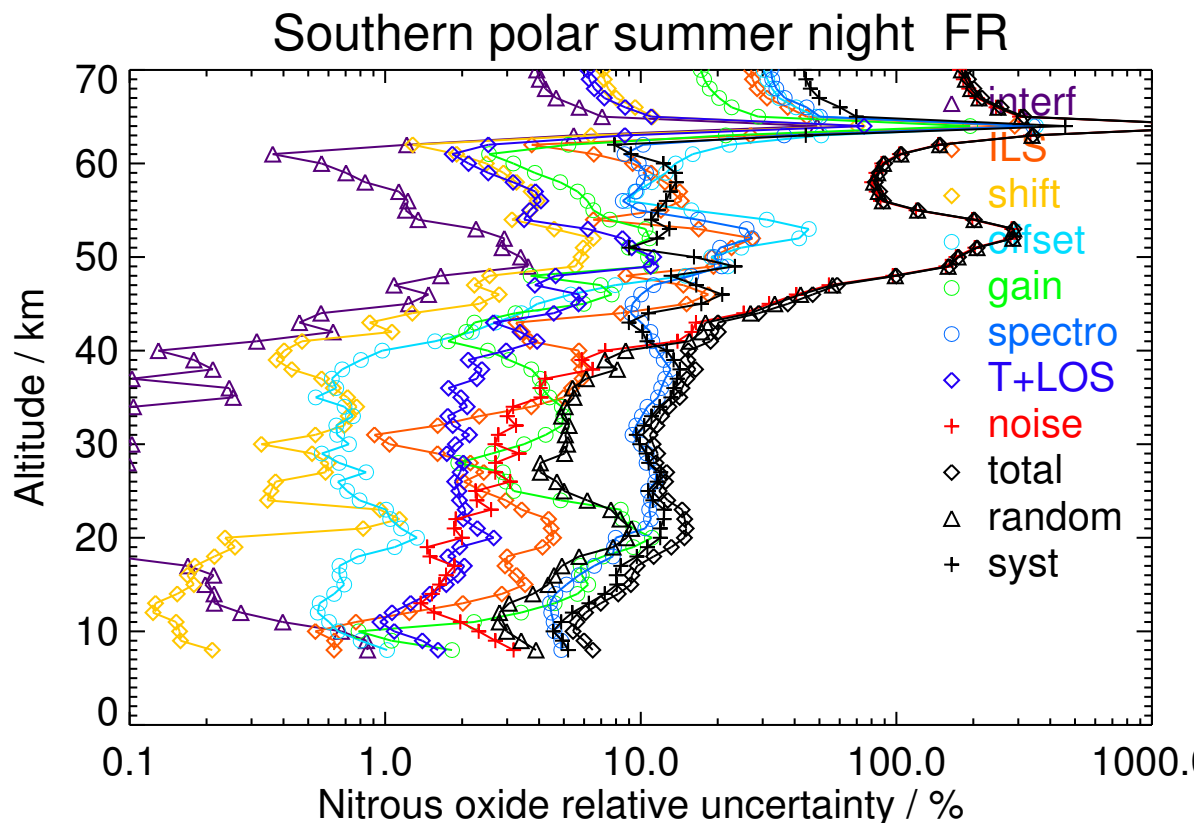 Southern polar summer night FR
70
60
50
40
30
20
10
0
Altitude / km
interf
ILS
shift
offset
gain
spectro
T+LOS
noise
total
random
syst
0.1 1.0 10.0 100.0 1000.
Nitrous oxide relative uncertainty / %